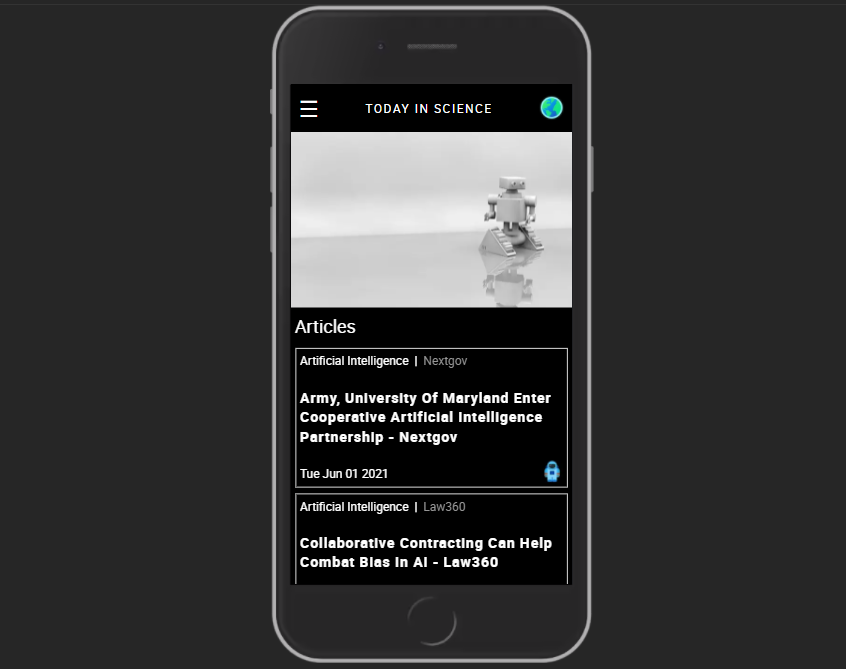 TODAY IN SCIENCE
Articles
Artificial Intelligence | Nextgov
Army, University Of Maryland Enter
Cooperative Artificial Intelligence
Partnership - Nextgov
Tue Jun 01 2021
Artificial Intelligence | Law360
Collaborative Contracting Can Help
Combat Bias In AI - Law360